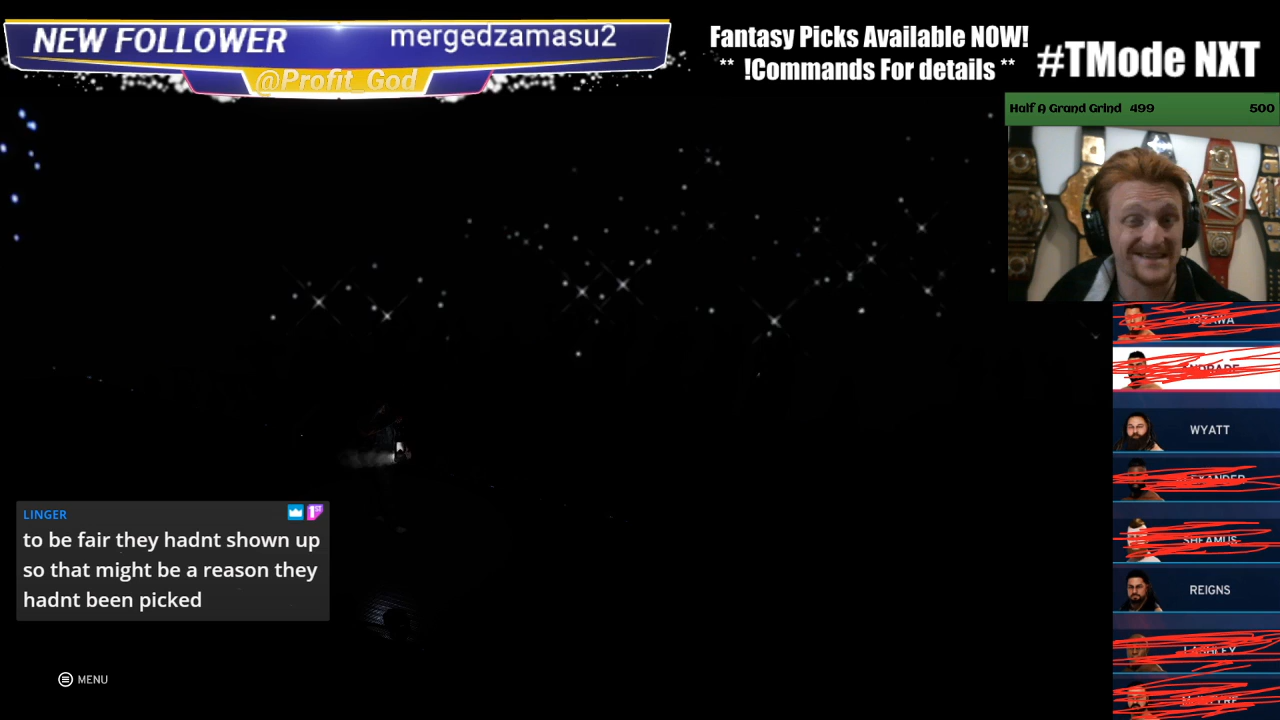 NEW FOLLOWER
mergedzamasu2
@Profit_God
Fantasy Picks Available NOW!
** !Commands For details **
#TMode NXT
Half A Grand Grind 499 500
WYATT
SHEAMUS
REIGNS
LINGER
1ST
to be fair they hadnt shown up
so that might be a reason they
hadnt been picked
MENU